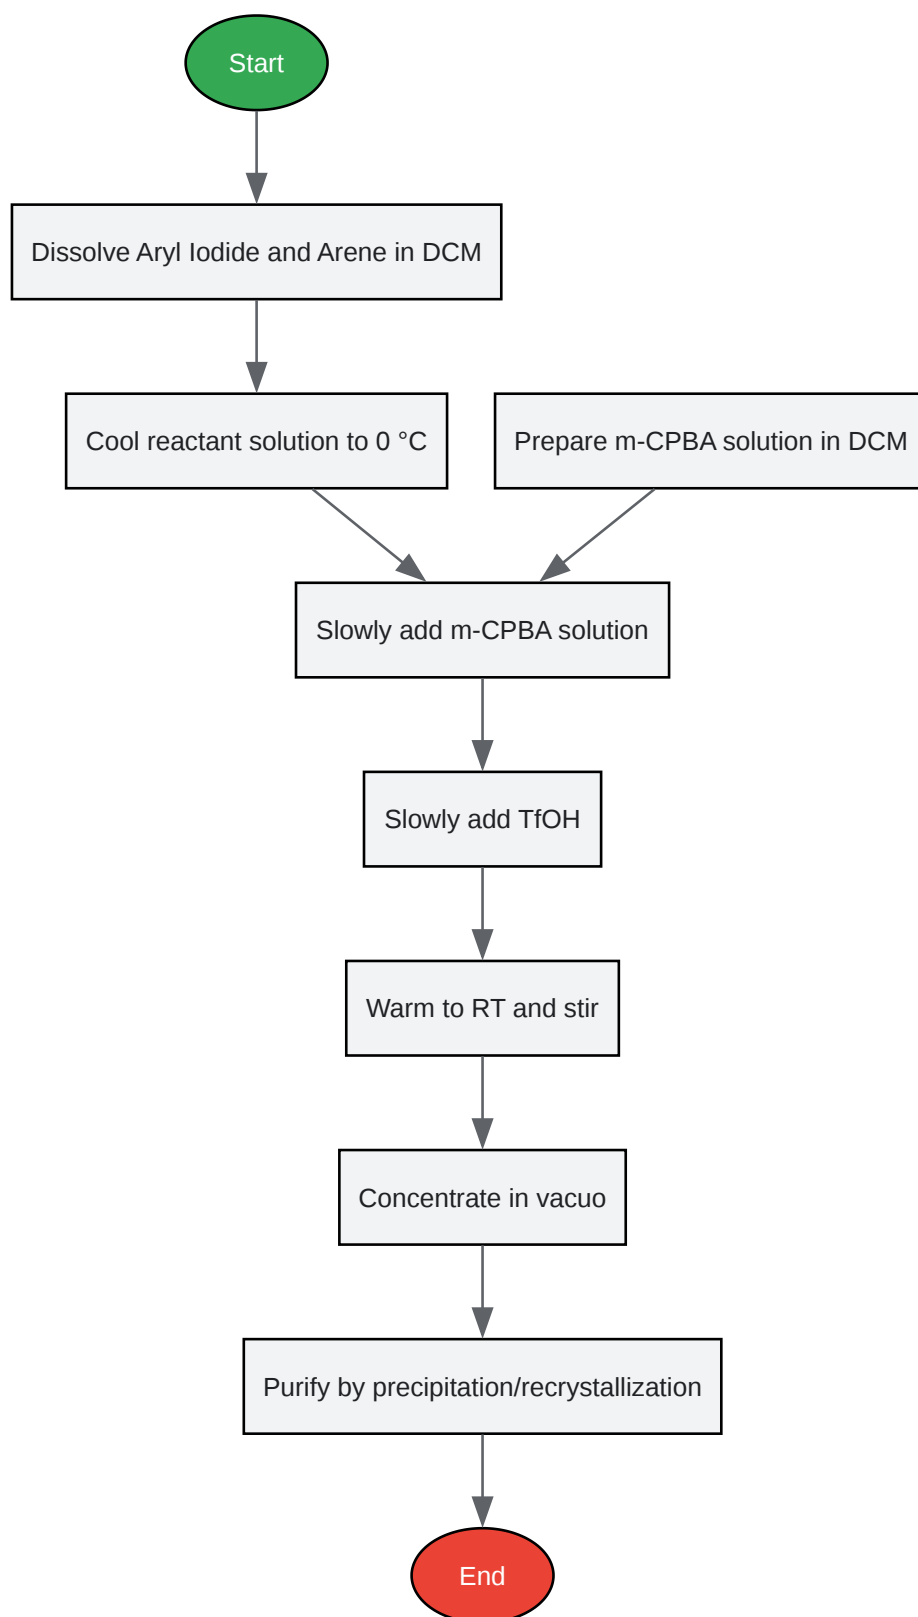 Start
Dissolve Aryl Iodide and Arene in DCM
Cool reactant solution to 0 °C
Prepare m-CPBA solution in DCM
Slowly add m-CPBA solution
Slowly add TfOH
Warm to RT and stir
Concentrate in vacuo
Purify by precipitation/recrystallization
End